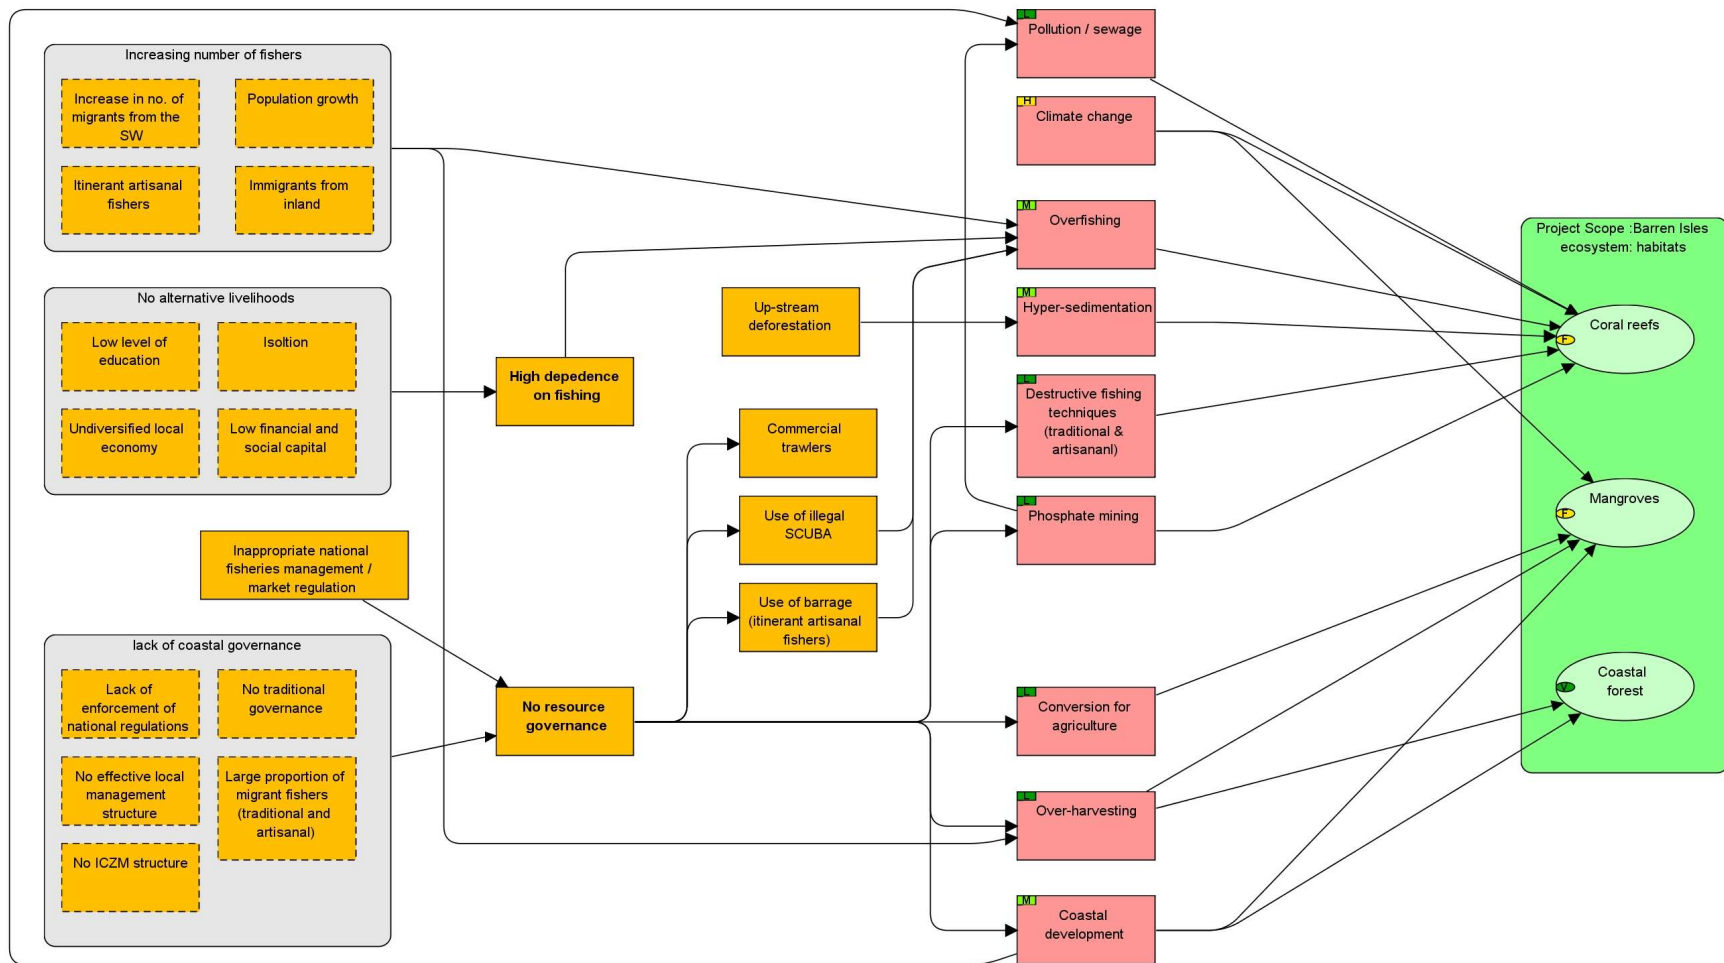 Increasing number of fishers
Increase in no. of
migrants from the
SW
Population growth
Itinerant artisanal
fishers
Immigrants from
inland
No alternative livelihoods
Low level of
education
Isoltion
Undiversified local
economy
Low financial and
social capital
High depedence
on fishing
Inappropriate national
fisheries management /
market regulation
lack of coastal governance
Lack of
enforcement of
national regulations
No traditional
governance
No effective local
management
structure
Large proportion of
migrant fishers
(traditional and
artisanal)
No ICZM structure
No resource
governance
Up-stream
deforestation
Commercial
trawlers
Use of illegal
SCUBA
Use of barrage
(itinerant artisanal
fishers)
L
Pollution / sewage
H
Climate change
M
Overfishing
M
Hyper-sedimentation
L
Destructive fishing
techniques
(traditional &
artisananl)
L
Phosphate mining
L
Conversion for
agriculture
L
Over-harvesting
M
Coastal
development
Project Scope :Barren Isles
ecosystem: habitats
Coral reefs
F
Mangroves
F
Coastal
forest
V